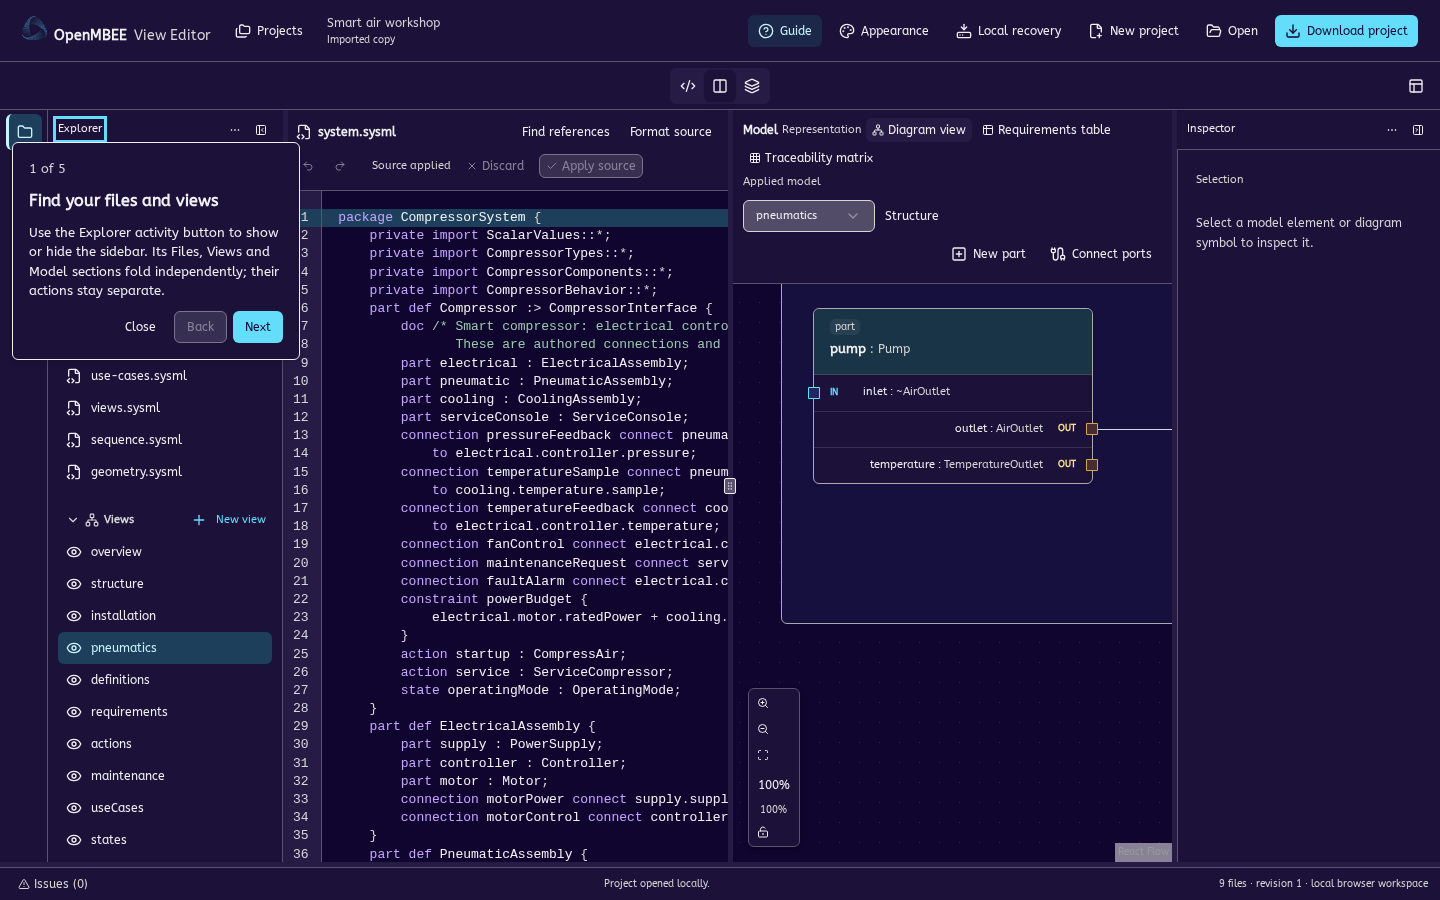 OpenMBEE View Editor
Projects
Smart air workshop
Imported copy
Guide
Appearance
Local recovery
New project
Open
Download project
Explorer
1 of 5
Find your files and views
Use the Explorer activity button to show
or hide the sidebar. Its Files, Views and
Model sections fold independently; their
actions stay separate.
Close
Back
Next
use-cases.sysml
views.sysml
sequence.sysml
geometry.sysml
Views
New view
overview
structure
installation
pneumatics
definitions
requirements
actions
maintenance
useCases
states
system.sysml
Find references
Format source
Source applied
Discard
Apply source
1 package CompressorSystem {
2 private import ScalarValues::*;
3 private import CompressorTypes::*;
4 private import CompressorComponents::*;
5 private import CompressorBehavior::*;
6 part def Compressor :> CompressorInterface {
7 doc /* Smart compressor: electrical contro
8 These are authored connections and
9 part electrical : ElectricalAssembly;
10 part pneumatic : PneumaticAssembly;
11 part cooling : CoolingAssembly;
12 part serviceConsole : ServiceConsole;
13 connection pressureFeedback connect pneuma
14 to electrical.controller.pressure;
15 connection temperatureSample connect pneum
16 to cooling.temperature.sample;
17 connection temperatureFeedback connect coo
18 to electrical.controller.temperature;
19 connection fanControl connect electrical.c
20 connection maintenanceRequest connect serv
21 connection faultAlarm connect electrical.c
22 constraint powerBudget {
23 electrical.motor.ratedPower + cooling.
24 }
25 action startup : CompressAir;
26 action service : ServiceCompressor;
27 state operatingMode : OperatingMode;
28 }
29 part def ElectricalAssembly {
30 part supply : PowerSupply;
31 part controller : Controller;
32 part motor : Motor;
33 connection motorPower connect supply.suppl
34 connection motorControl connect controller
35 }
36 part def PneumaticAssembly {
Model Representation
Diagram view
Requirements table
Traceability matrix
Applied model
pneumatics
Structure
New part
Connect ports
part
pump : Pump
IN inlet : ~AirOutlet
outlet : AirOutlet OUT
temperature : TemperatureOutlet OUT
100%
100%
React Flow
Inspector
Selection
Select a model element or diagram
symbol to inspect it.
Issues (0)
Project opened locally.
9 files · revision 1 · local browser workspace